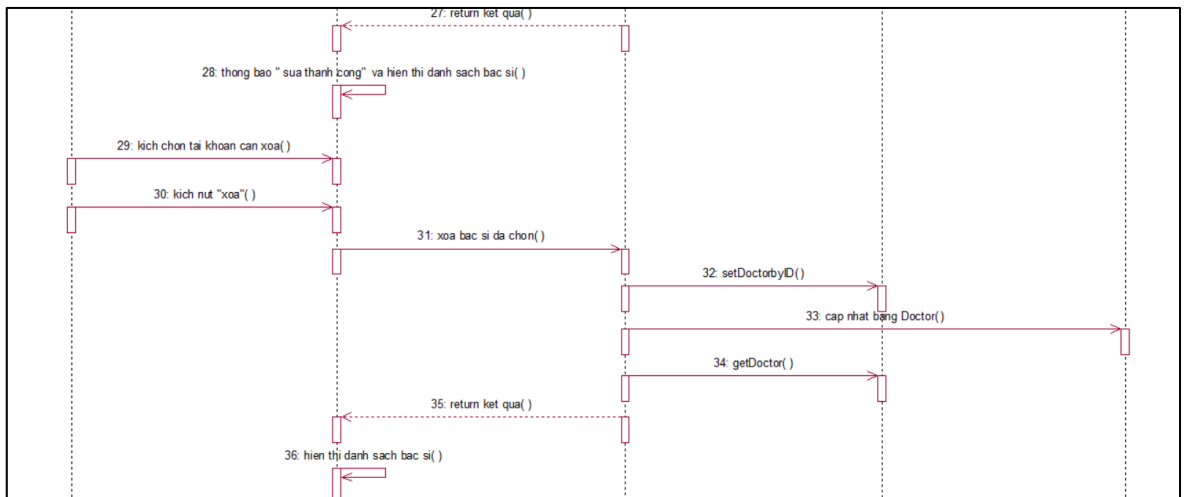 27: return ket qua( )
28: thong bao " sua thanh cong" va hien thi danh sach bac si( )
29: kich chon tai khoan can xoa( )
30: kich nut "xoa"( )
31: xoa bac si da chon( )
32: setDoctorbyID( )
33: cap nhat bang Doctor( )
34: getDoctor( )
35: return ket qua( )
36: hien thi danh sach bac si( )